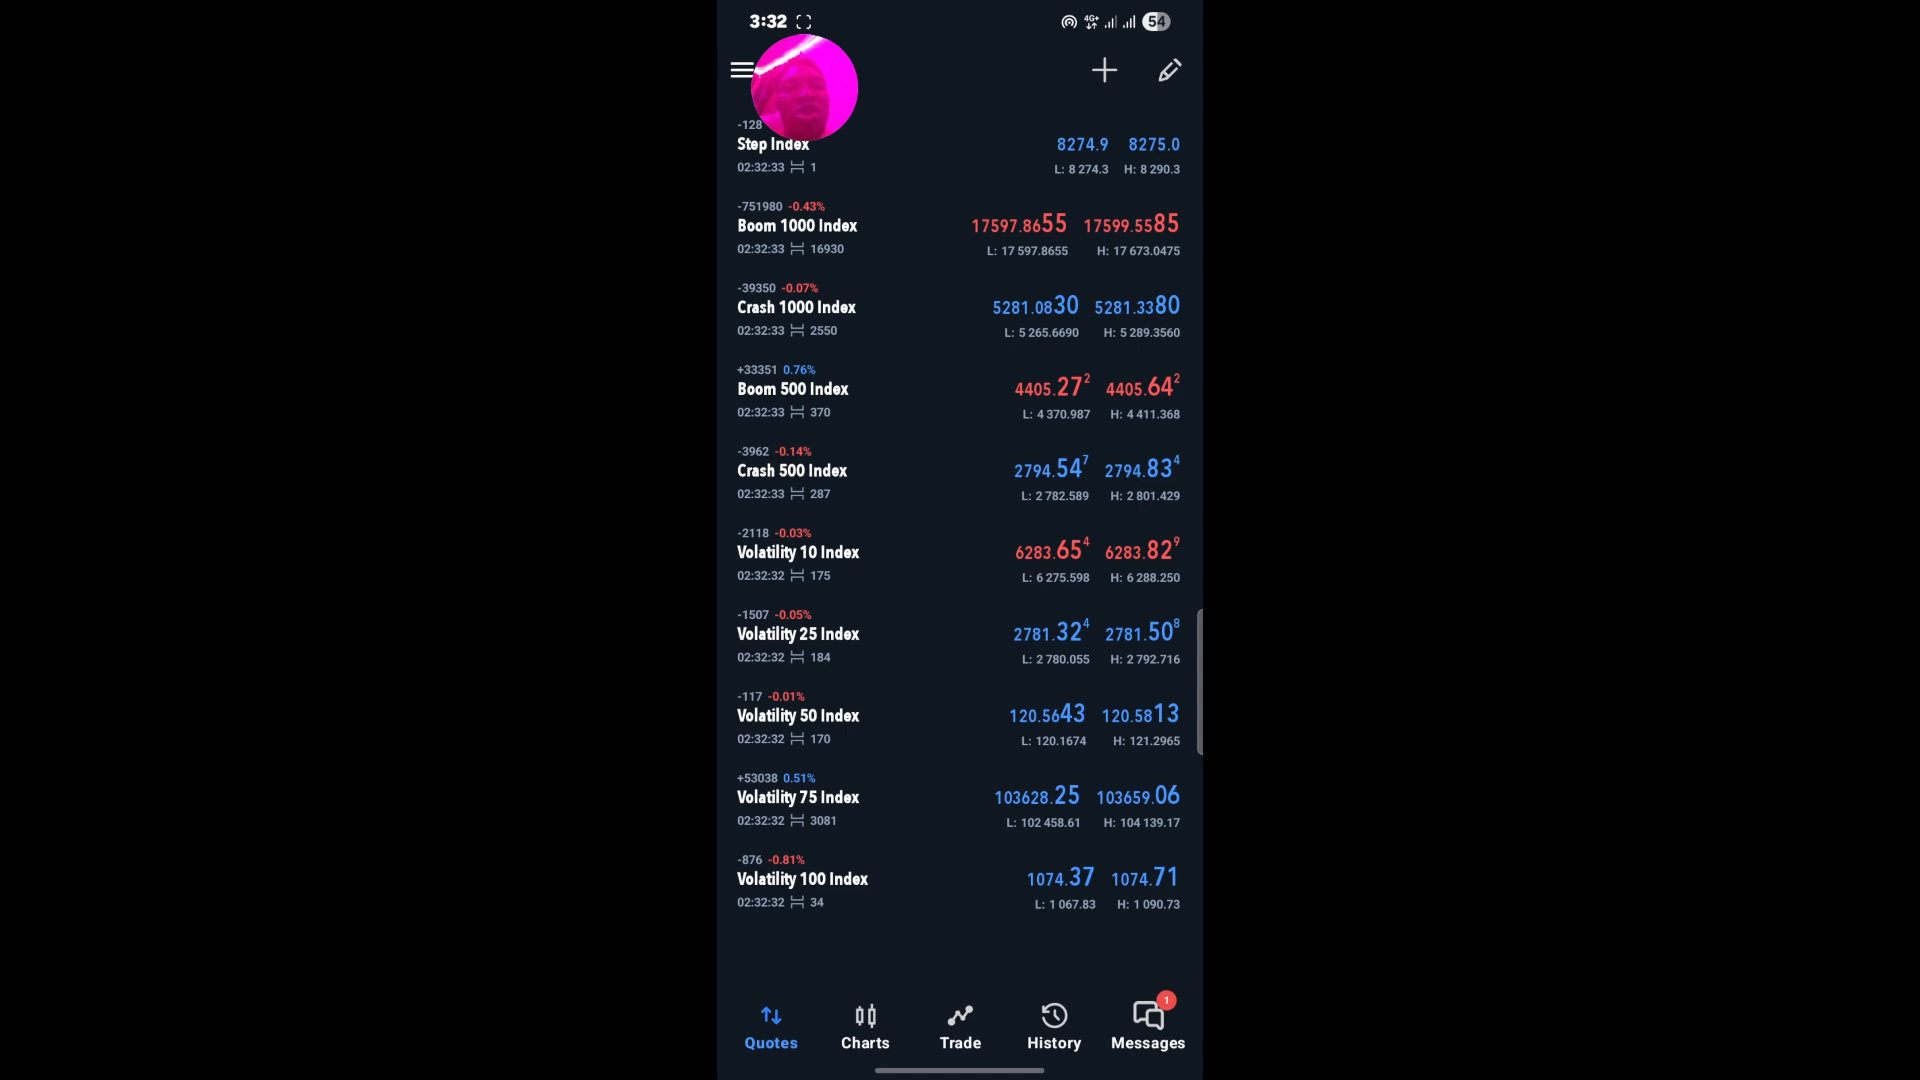 3:32 4G+ 54
-128
Step Index 8274.9 8275.0
02:32:33 1 L: 8 274.3 H: 8 290.3
-751980 -0.43%
Boom 1000 Index 17597.8655 17599.5585
02:32:33 16930 L: 17 597.8655 H: 17 673.0475
-39350 -0.07%
Crash 1000 Index 5281.0830 5281.3380
02:32:33 2550 L: 5 265.6690 H: 5 289.3560
+33351 0.76%
Boom 500 Index 4405.272 4405.642
02:32:33 370 L: 4 370.987 H: 4 411.368
-3962 -0.14%
Crash 500 Index 2794.547 2794.834
02:32:33 287 L: 2 782.589 H: 2 801.429
-2118 -0.03%
Volatility 10 Index 6283.654 6283.829
02:32:32 175 L: 6 275.598 H: 6 288.250
-1507 -0.05%
Volatility 25 Index 2781.324 2781.508
02:32:32 184 L: 2 780.055 H: 2 792.716
-117 -0.01%
Volatility 50 Index 120.5643 120.5813
02:32:32 170 L: 120.1674 H: 121.2965
+53038 0.51%
Volatility 75 Index 103628.25 103659.06
02:32:32 3081 L: 102 458.61 H: 104 139.17
-876 -0.81%
Volatility 100 Index 1074.37 1074.71
02:32:32 34 L: 1 067.83 H: 1 090.73
1
Quotes Charts Trade History Messages